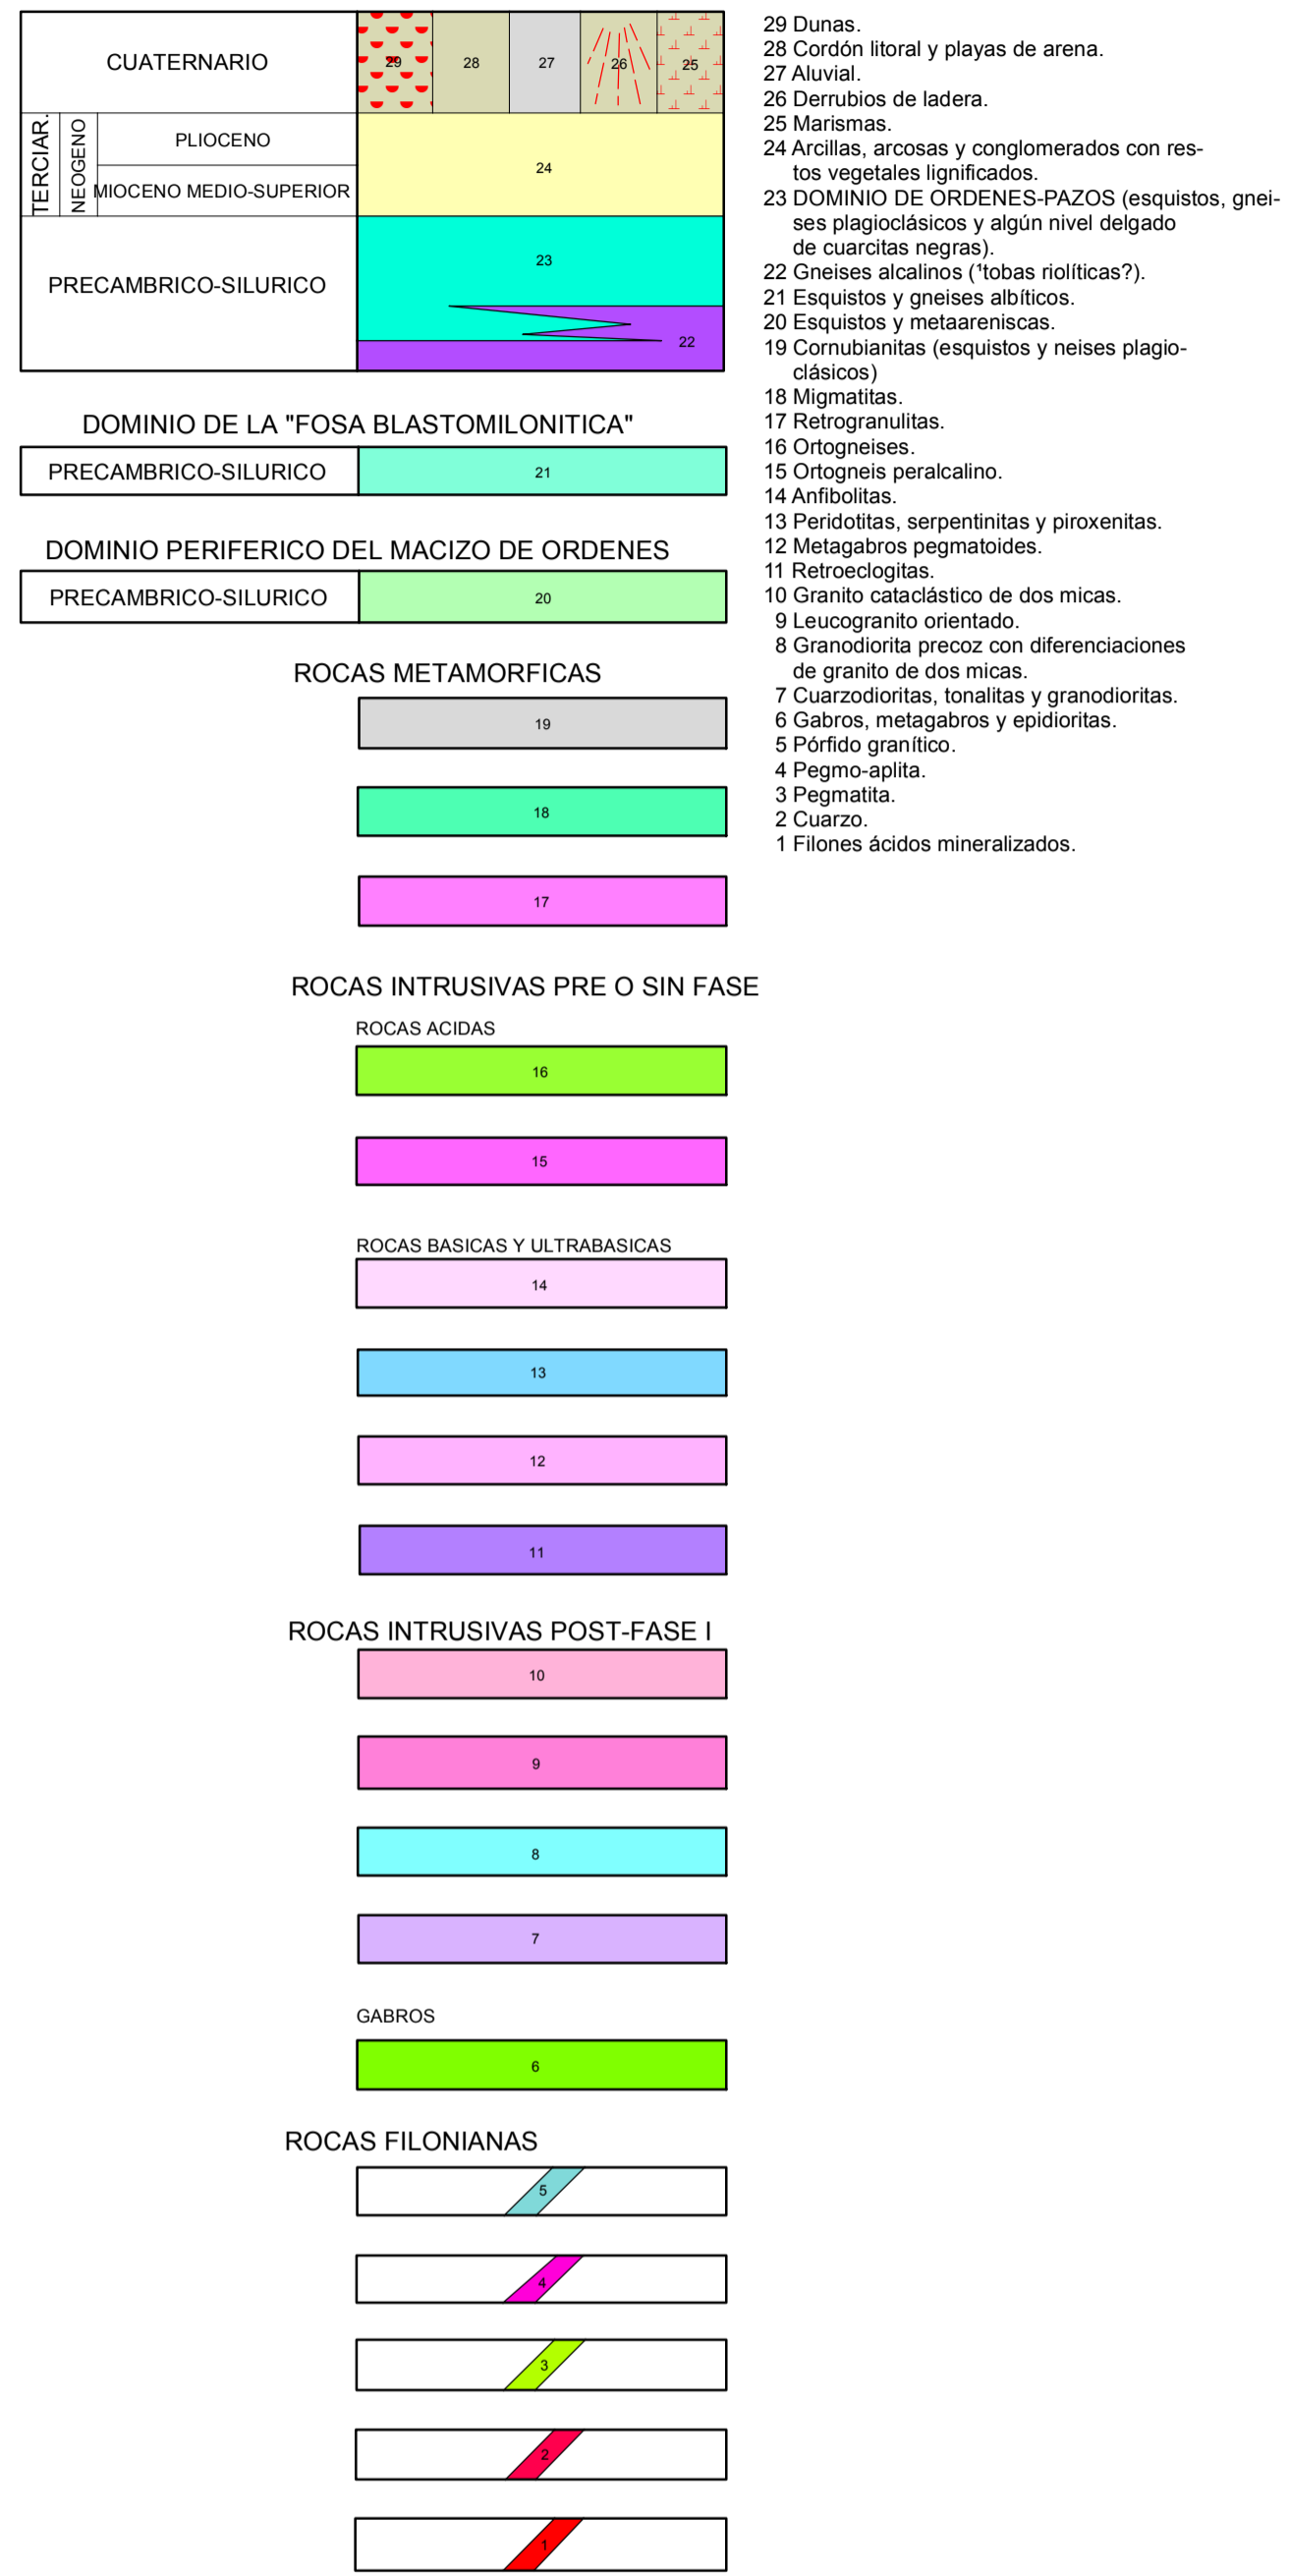 CUATERNARIO
29 28 27 26 25
TERCIAR.
NEOGENO
PLIOCENO
MIOCENO MEDIO-SUPERIOR
24
PRECAMBRICO-SILURICO
23
22
DOMINIO DE LA "FOSA BLASTOMILONITICA"
PRECAMBRICO-SILURICO 21
DOMINIO PERIFERICO DEL MACIZO DE ORDENES
PRECAMBRICO-SILURICO 20
ROCAS METAMORFICAS
19
18
17
ROCAS INTRUSIVAS PRE O SIN FASE
ROCAS ACIDAS
16
15
ROCAS BASICAS Y ULTRABASICAS
14
13
12
11
ROCAS INTRUSIVAS POST-FASE I
10
9
8
7
GABROS
6
ROCAS FILONIANAS
5
4
3
2
1
29 Dunas.
28 Cordón litoral y playas de arena.
27 Aluvial.
26 Derrubios de ladera.
25 Marismas.
24 Arcillas, arcosas y conglomerados con res-
tos vegetales lignificados.
23 DOMINIO DE ORDENES-PAZOS (esquistos, gnei-
ses plagioclásicos y algún nivel delgado
de cuarcitas negras).
22 Gneises alcalinos (¹tobas riolíticas?).
21 Esquistos y gneises albíticos.
20 Esquistos y metaareniscas.
19 Cornubianitas (esquistos y neises plagio-
clásicos)
18 Migmatitas.
17 Retrogranulitas.
16 Ortogneises.
15 Ortogneis peralcalino.
14 Anfibolitas.
13 Peridotitas, serpentinitas y piroxenitas.
12 Metagabros pegmatoides.
11 Retroeclogitas.
10 Granito cataclástico de dos micas.
9 Leucogranito orientado.
8 Granodiorita precoz con diferenciaciones
de granito de dos micas.
7 Cuarzodioritas, tonalitas y granodioritas.
6 Gabros, metagabros y epidioritas.
5 Pórfido granítico.
4 Pegmo-aplita.
3 Pegmatita.
2 Cuarzo.
1 Filones ácidos mineralizados.